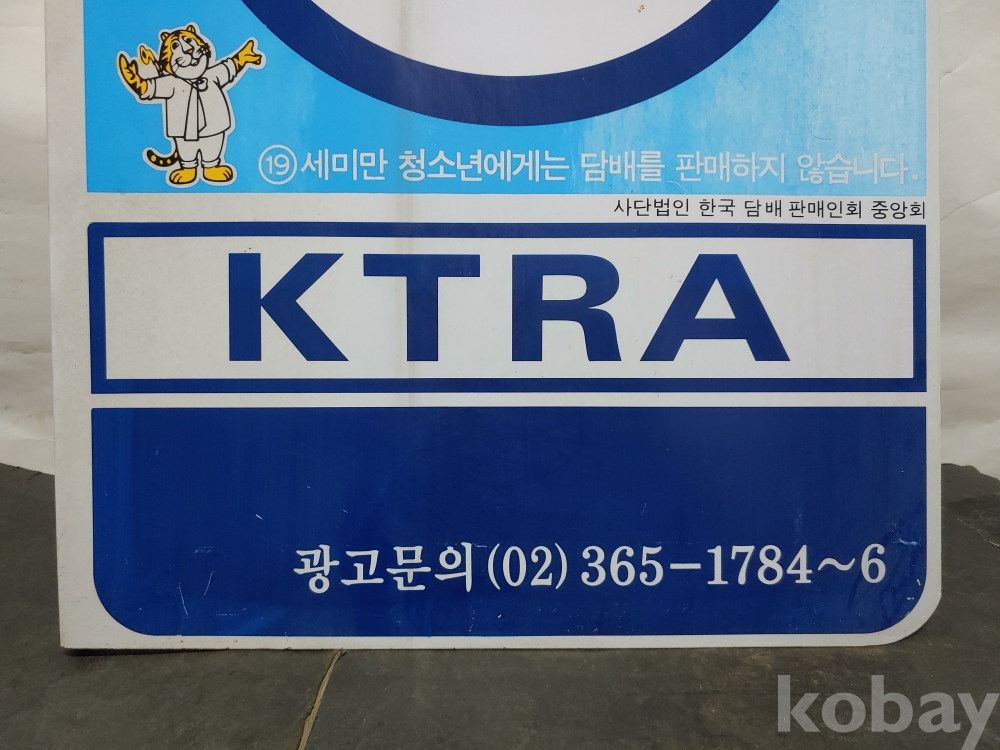 ⑲세미만 청소년에게는 담배를 판매하지 않습니다.
사단법인 한국 담배 판매인회 중앙회
KTRA
광고문의(02)365-1784~6
kobay